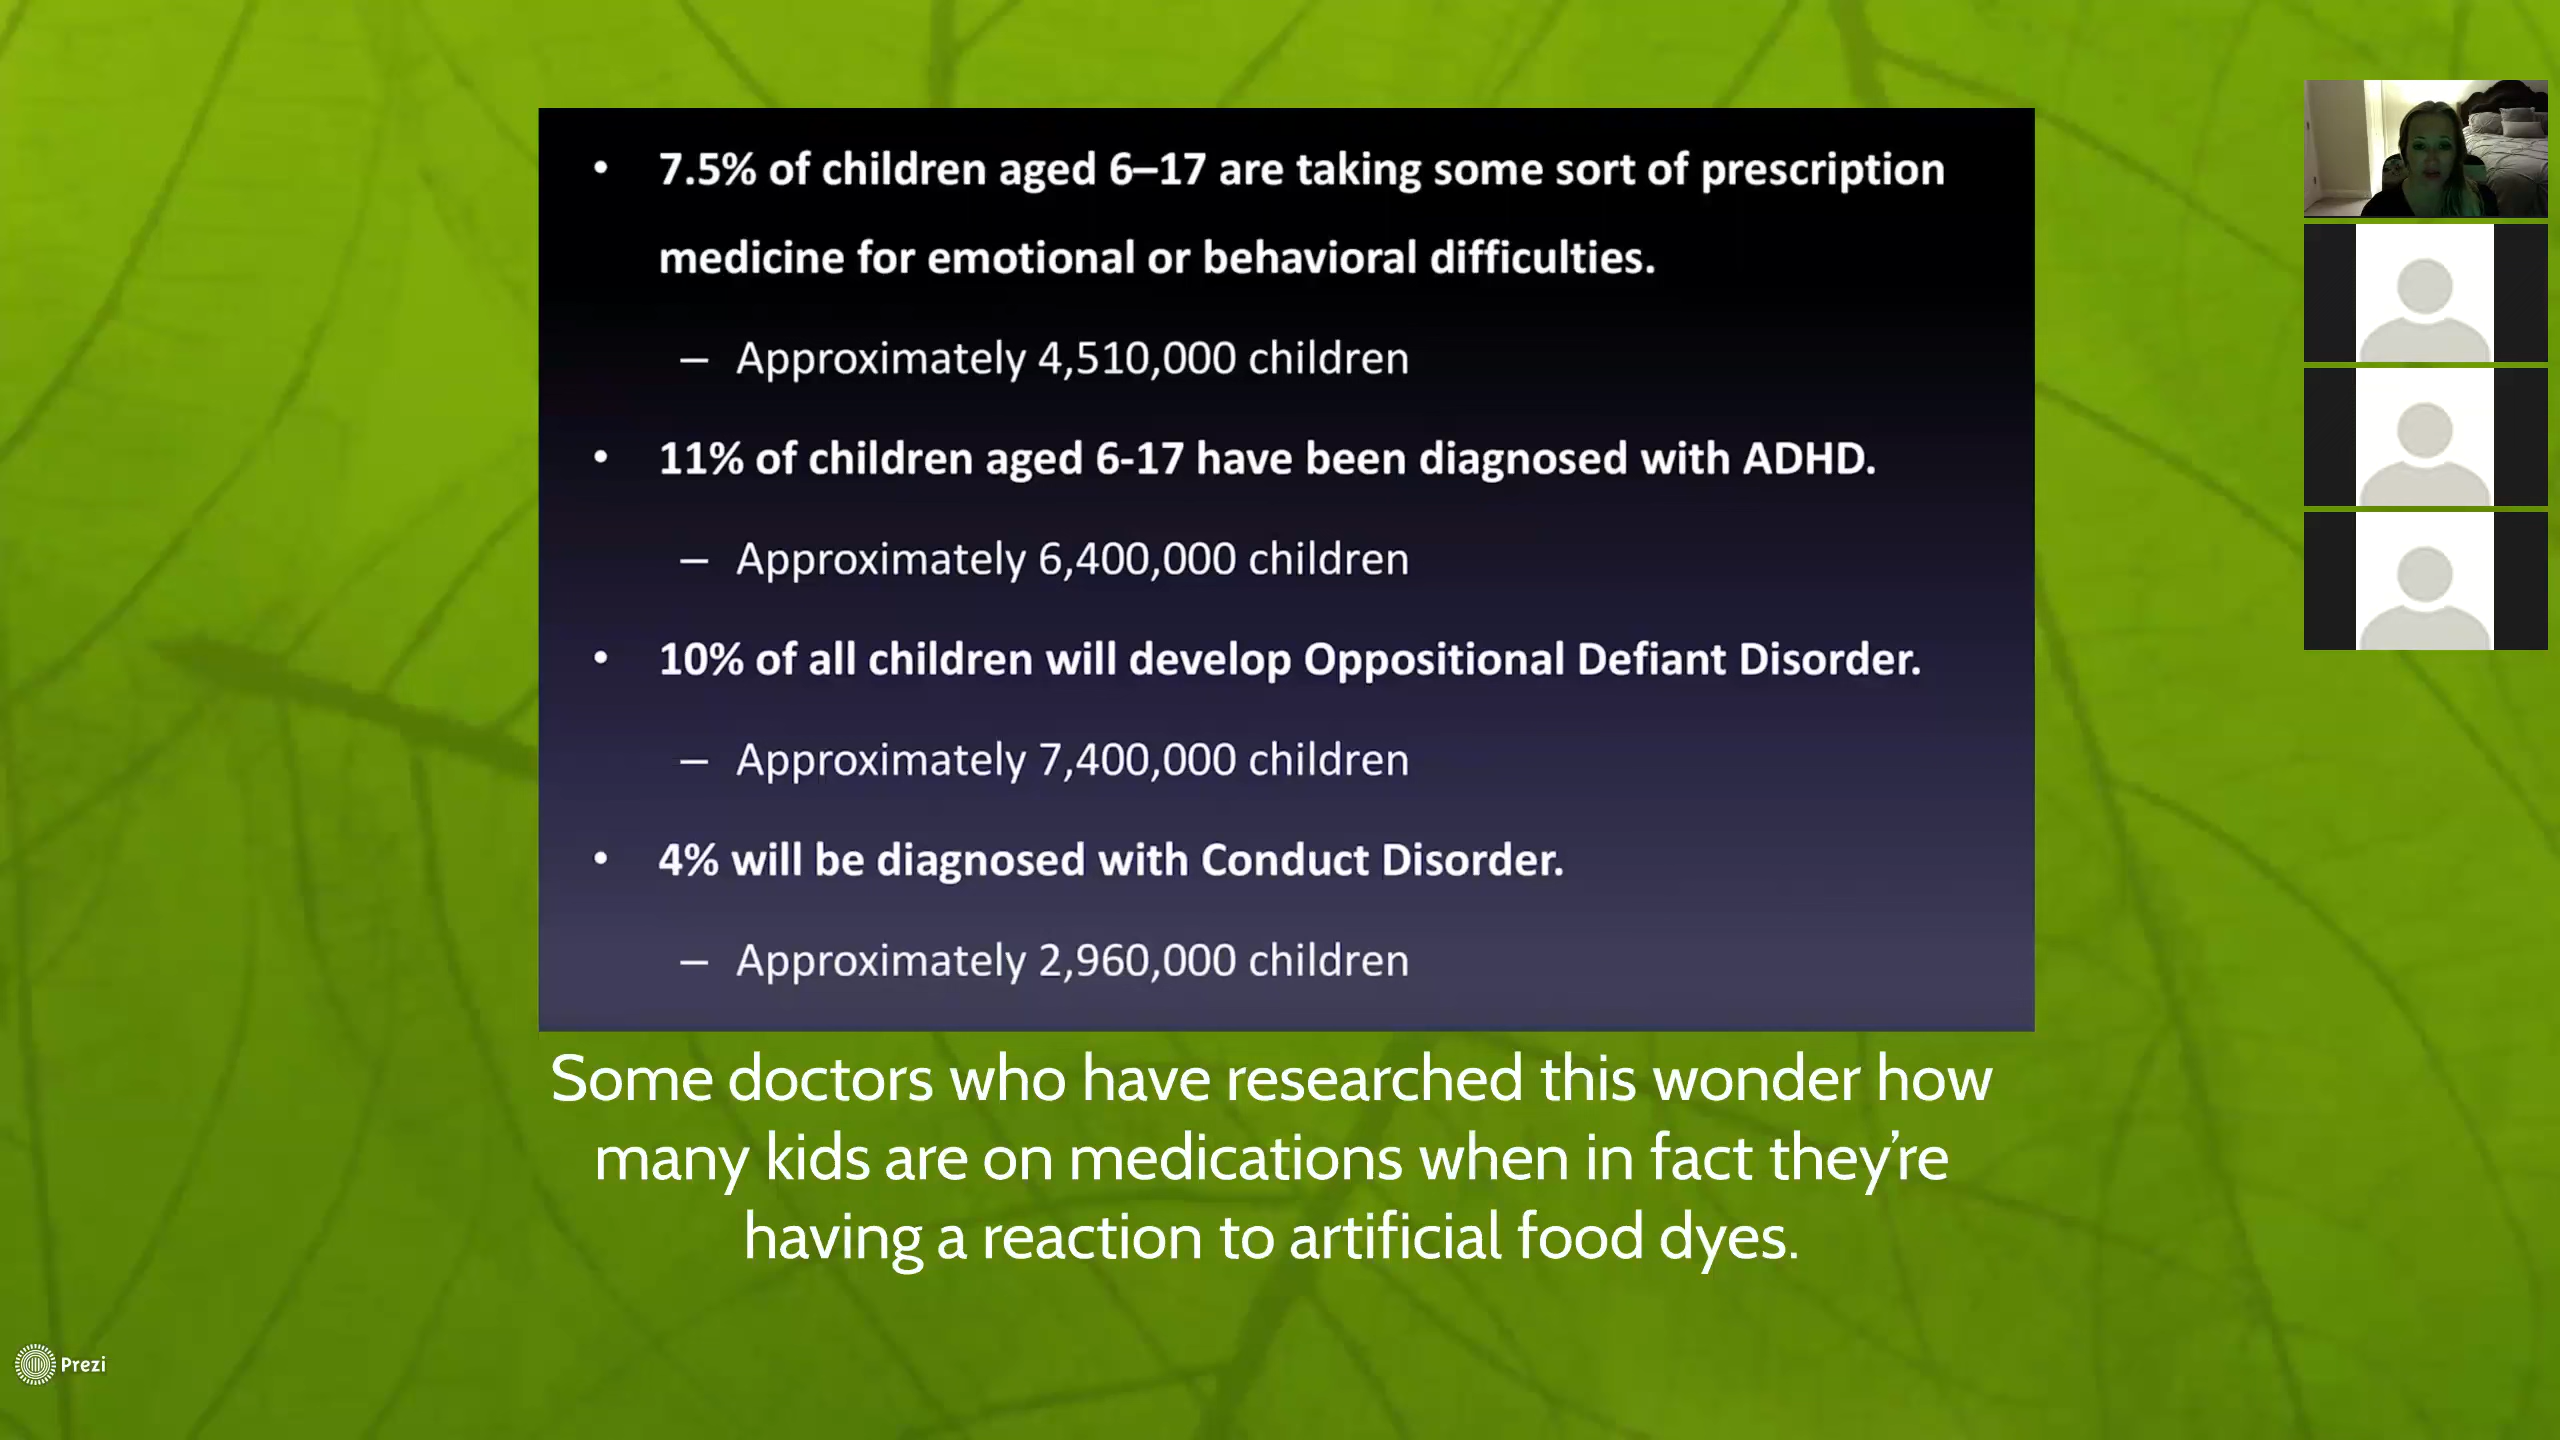 • 7.5% of children aged 6–17 are taking some sort of prescription
medicine for emotional or behavioral difficulties.
– Approximately 4,510,000 children
• 11% of children aged 6-17 have been diagnosed with ADHD.
– Approximately 6,400,000 children
• 10% of all children will develop Oppositional Defiant Disorder.
– Approximately 7,400,000 children
• 4% will be diagnosed with Conduct Disorder.
– Approximately 2,960,000 children
Some doctors who have researched this wonder how
many kids are on medications when in fact they’re
having a reaction to artificial food dyes.
Prezi